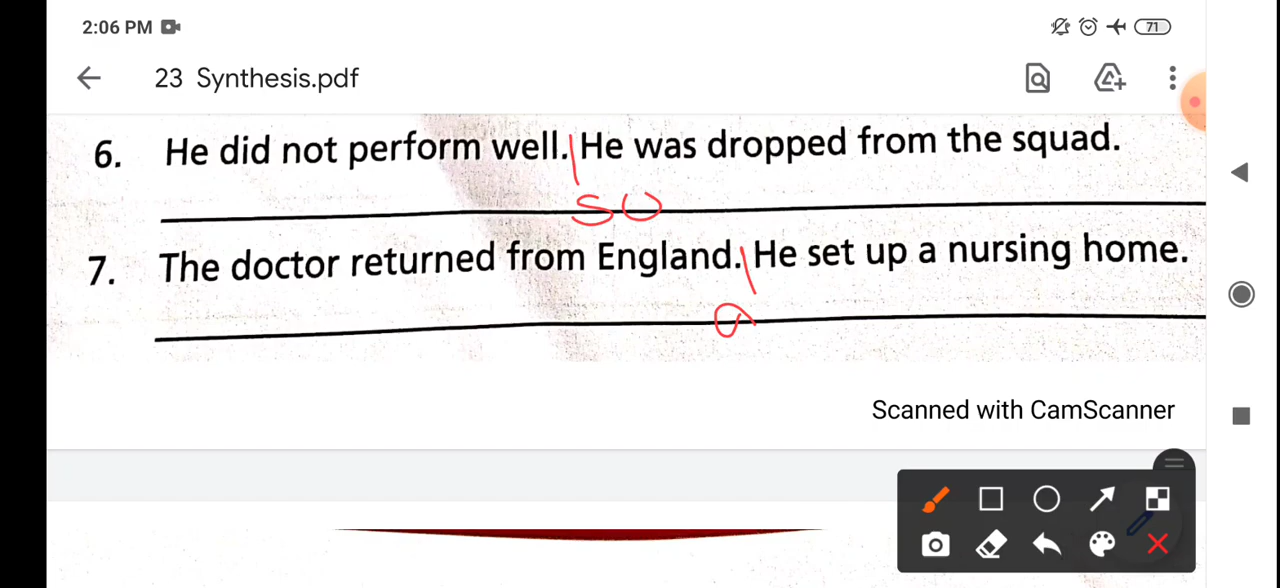 2:06 PM
71
23 Synthesis.pdf
6. He did not perform well. He was dropped from the squad.
so
7. The doctor returned from England. He set up a nursing home.
a
Scanned with CamScanner